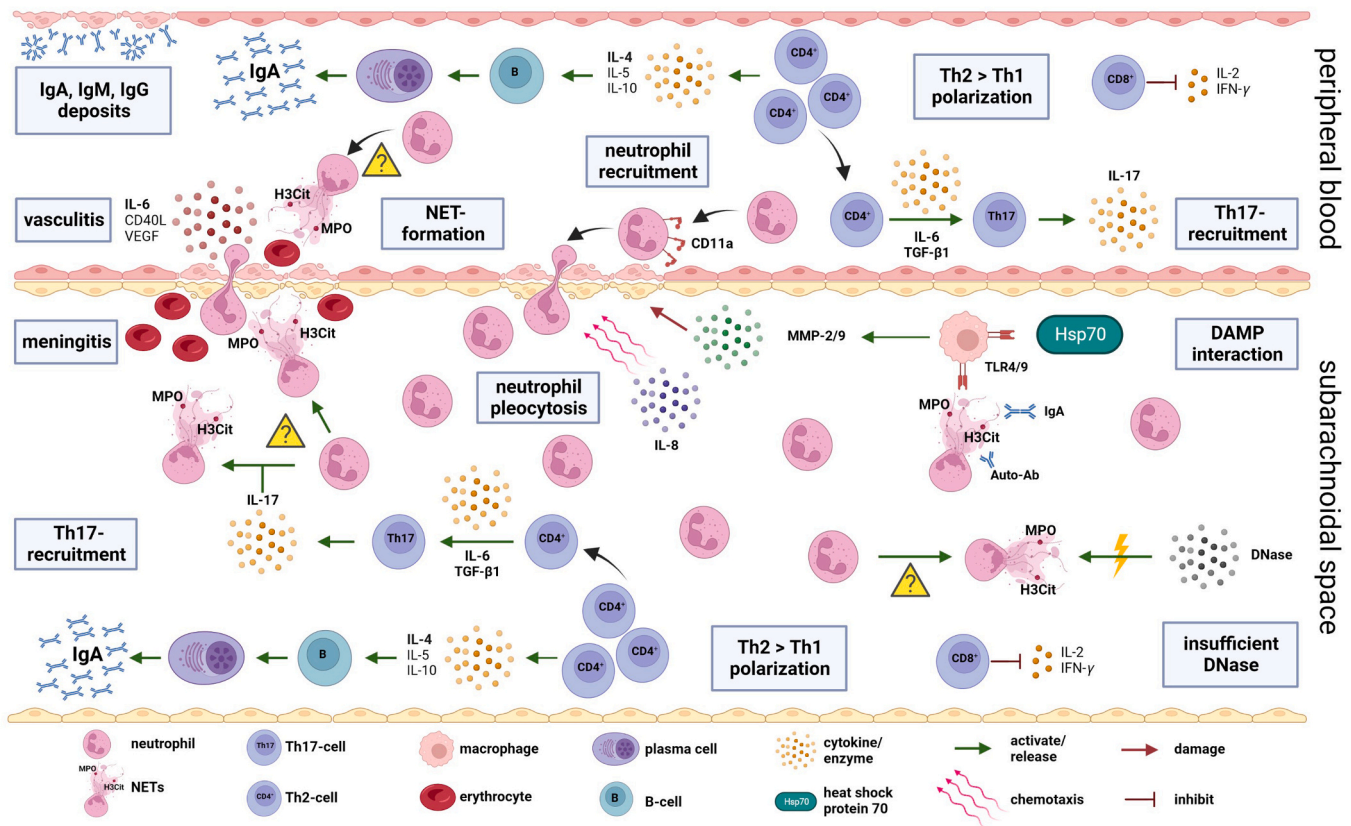 IgA, IgM, IgG
deposits
IgA
B
IL-4
IL-5
IL-10
CD4+
CD4+
CD4+
Th2 > Th1
polarization
CD8+
IL-2
IFN-γ
peripheral blood
?
neutrophil
recruitment
vasculitis
IL-6
CD40L
VEGF
H3Cit
MPO
NET-
formation
CD11a
CD4+
IL-6
TGF-β1
Th17
IL-17
Th17-
recruitment
meningitis
MPO
H3Cit
neutrophil
pleocytosis
IL-8
MMP-2/9
TLR4/9
Hsp70
DAMP
interaction
subarachnoidal space
MPO
H3Cit
?
IL-17
MPO
H3Cit
IgA
Auto-Ab
Th17-
recruitment
Th17
IL-6
TGF-β1
CD4+
?
MPO
H3Cit
DNase
IgA
B
IL-4
IL-5
IL-10
CD4+
CD4+
CD4+
Th2 > Th1
polarization
CD8+
IL-2
IFN-γ
insufficient
DNase
neutrophil
Th17
Th17-cell
macrophage
plasma cell
cytokine/
enzyme
activate/
release
damage
MPO
H3Cit
NETs
CD4+
Th2-cell
erythrocyte
B
B-cell
Hsp70
heat shock
protein 70
chemotaxis
inhibit